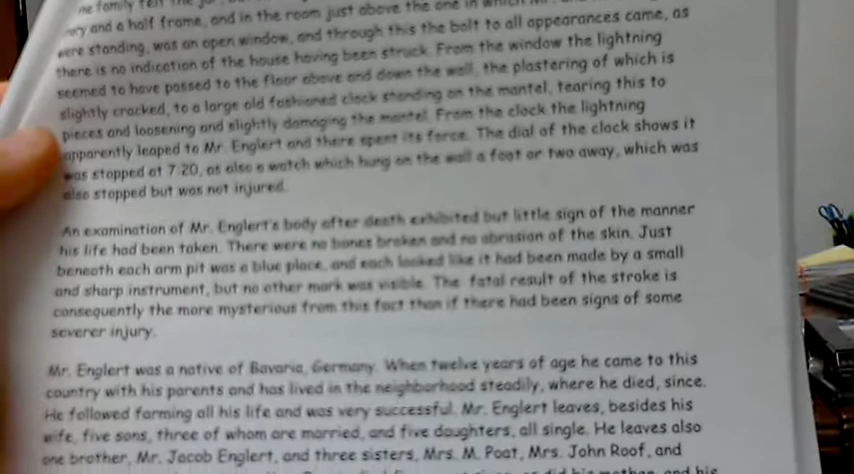 family felt the
and a half frame, and in the room just above the one in which Mr.
were standing, was an open window, and through this the bolt to all appearances came, as
there is no indication of the house having been struck. From the window the lightning
seemed to have passed to the floor above and down the wall, the plastering of which is
slightly cracked, to a large old fashioned clock standing on the mantel, tearing this to
pieces and loosening and slightly damaging the mantel. From the clock the lightning
apparently leaped to Mr. Englert and there spent its force. The dial of the clock shows it
was stopped at 7:20, as also a watch which hung on the wall a foot or two away, which was
also stopped but was not injured.
An examination of Mr. Englert's body after death exhibited but little sign of the manner
his life had been taken. There were no bones broken and no abrasion of the skin. Just
beneath each arm pit was a blue place, and each looked like it had been made by a small
and sharp instrument, but no other mark was visible. The fatal result of the stroke is
consequently the more mysterious from this fact than if there had been signs of some
severer injury.
Mr. Englert was a native of Bavaria, Germany. When twelve years of age he came to this
country with his parents and has lived in the neighborhood steadily, where he died, since.
He followed farming all his life and was very successful. Mr. Englert leaves, besides his
wife, five sons, three of whom are married, and five daughters, all single. He leaves also
one brother, Mr. Jacob Englert, and three sisters, Mrs. M. Poat, Mrs. John Roof, and
as did his mother, and his